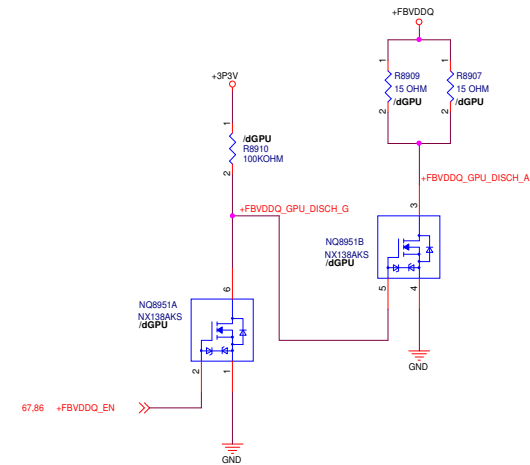 +FBVDDQ
1
1
R8909
15 OHM
/dGPU
2
R8907
15 OHM
/dGPU
2
+3P3V
1
/dGPU
R8910
100KOHM
2
+FBVDDQ_GPU_DISCH_A
+FBVDDQ_GPU_DISCH_G
3
NQ8951B
NX138AKS
/dGPU
5
4
GND
6
NQ8951A
NX138AKS
/dGPU
2
1
67,86 +FBVDDQ_EN
GND